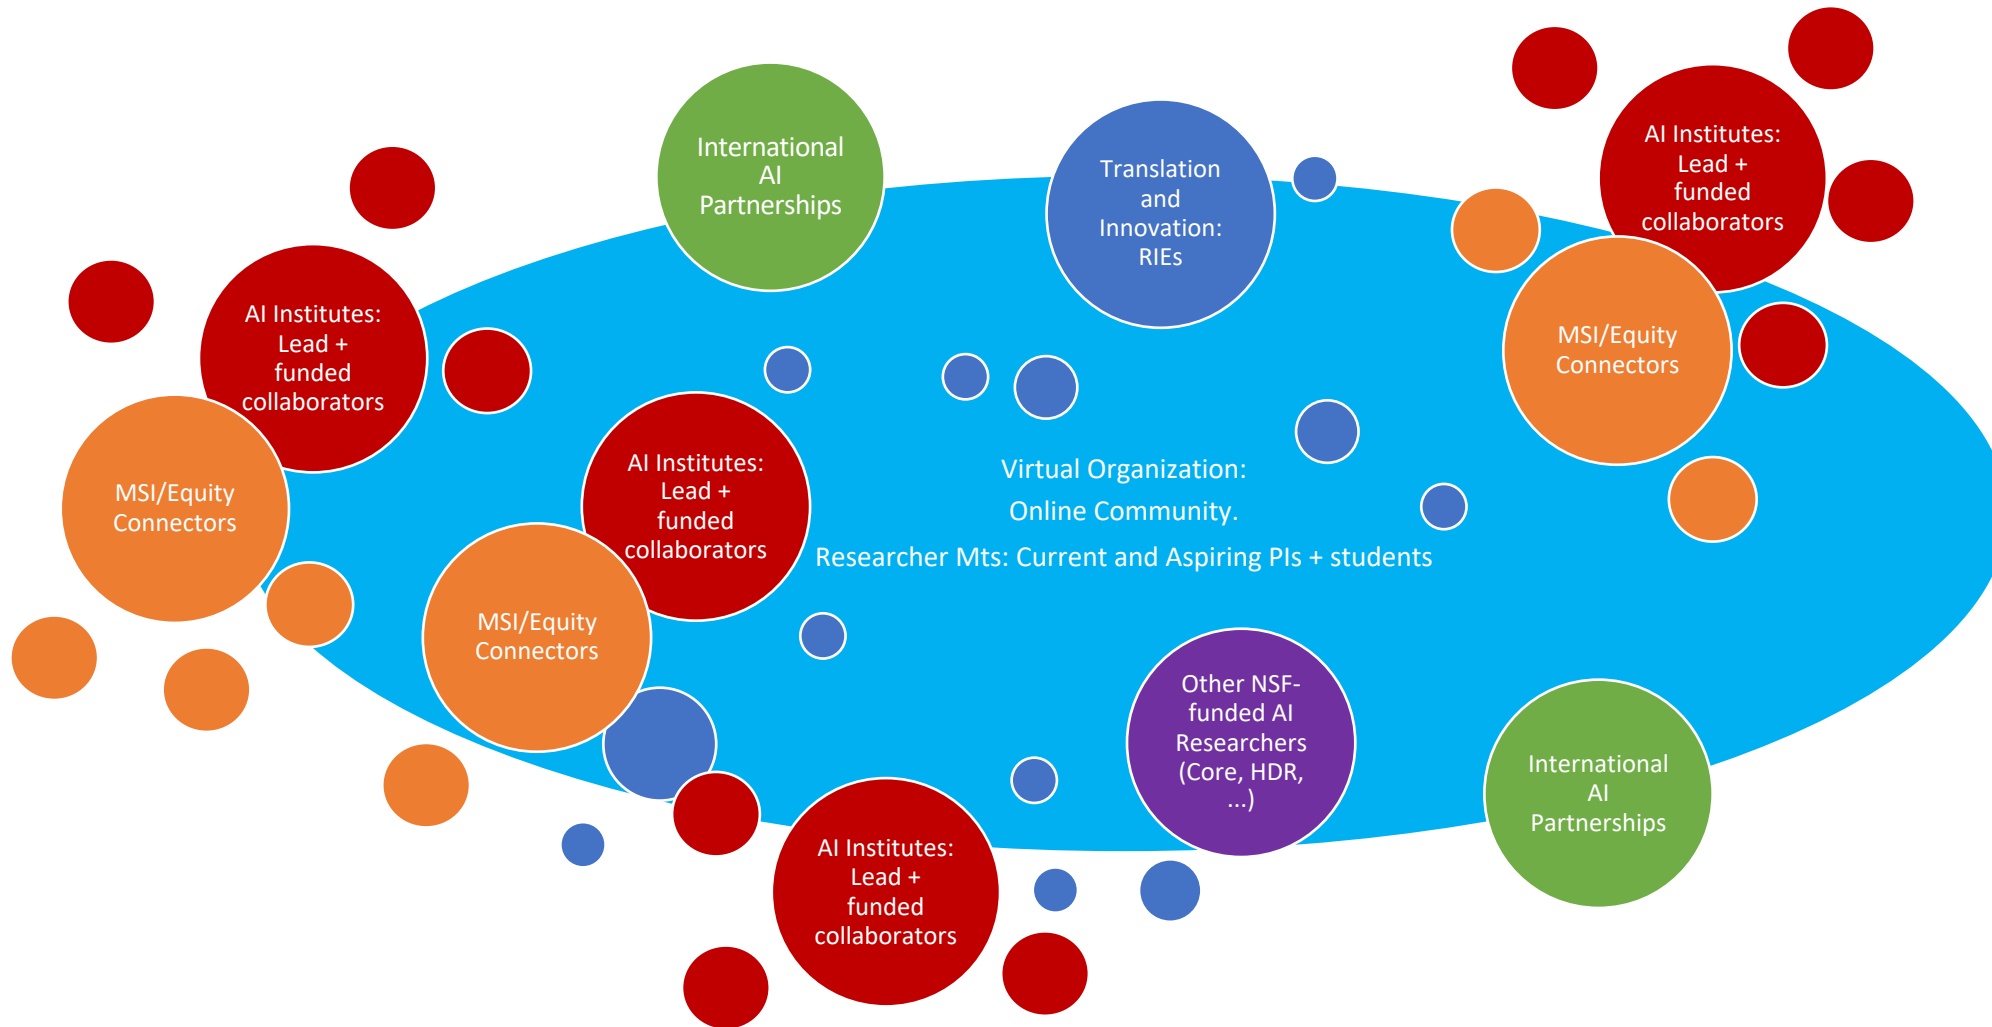 International
AI
Partnerships
Translation
and
Innovation:
RIEs
AI Institutes:
Lead +
funded
collaborators
AI Institutes:
Lead +
funded
collaborators
MSI/Equity
Connectors
MSI/Equity
Connectors
AI Institutes:
Lead +
funded
collaborators
Virtual Organization:
Online Community.
Researcher Mts: Current and Aspiring PIs + students
MSI/Equity
Connectors
Other NSF-
funded AI
Researchers
(Core, HDR,
...)
International
AI
Partnerships
AI Institutes:
Lead +
funded
collaborators